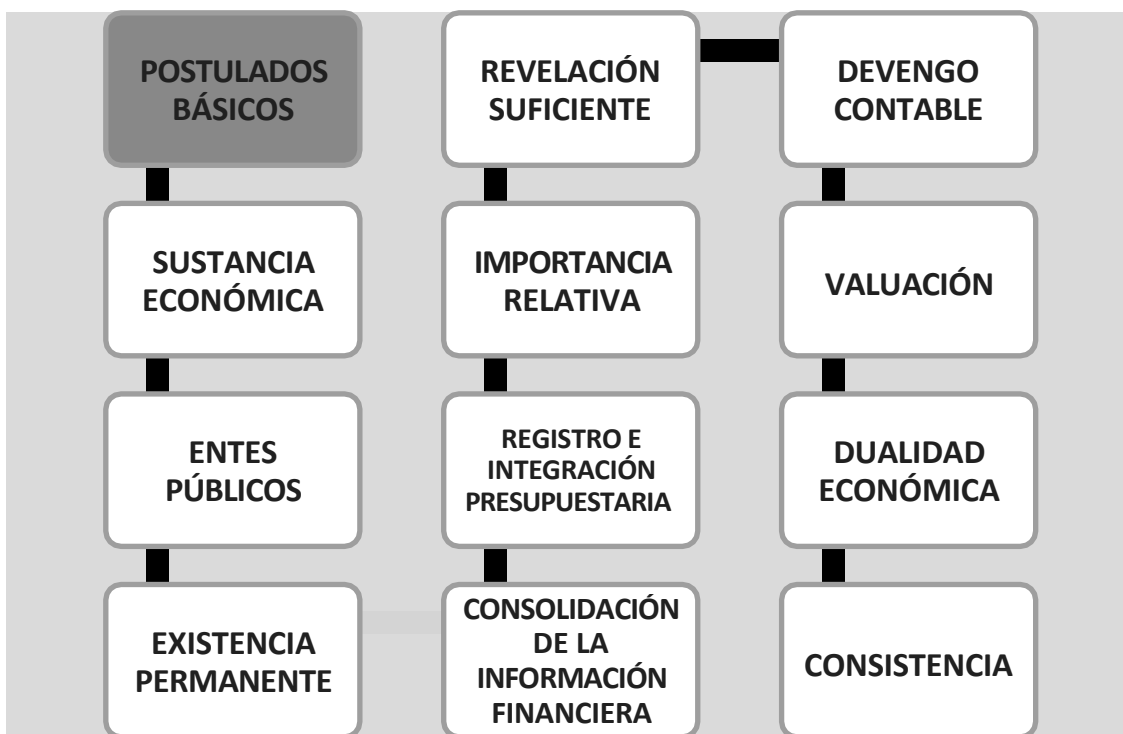 POSTULADOS
BÁSICOS
SUSTANCIA
ECONÓMICA
ENTES
PÚBLICOS
EXISTENCIA
PERMANENTE
CONSOLIDACIÓN
DE LA
INFORMACIÓN
FINANCIERA
REGISTRO E
INTEGRACIÓN
PRESUPUESTARIA
IMPORTANCIA
RELATIVA
REVELACIÓN
SUFICIENTE
DEVENGO
CONTABLE
VALUACIÓN
DUALIDAD
ECONÓMICA
CONSISTENCIA